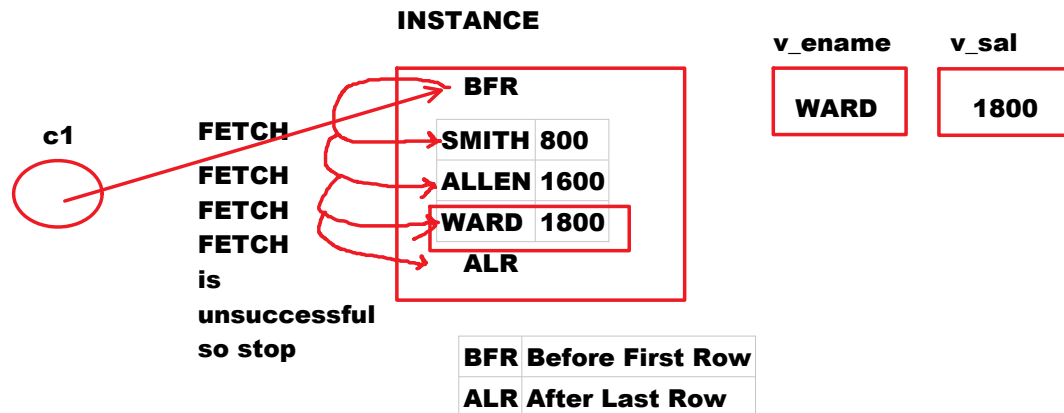 INSTANCE
v_ename v_sal
BFR
WARD 1800
c1
FETCH
SMITH 800
FETCH
ALLEN 1600
FETCH
WARD 1800
FETCH
ALR
is
unsuccessful
so stop
BFR Before First Row
ALR After Last Row